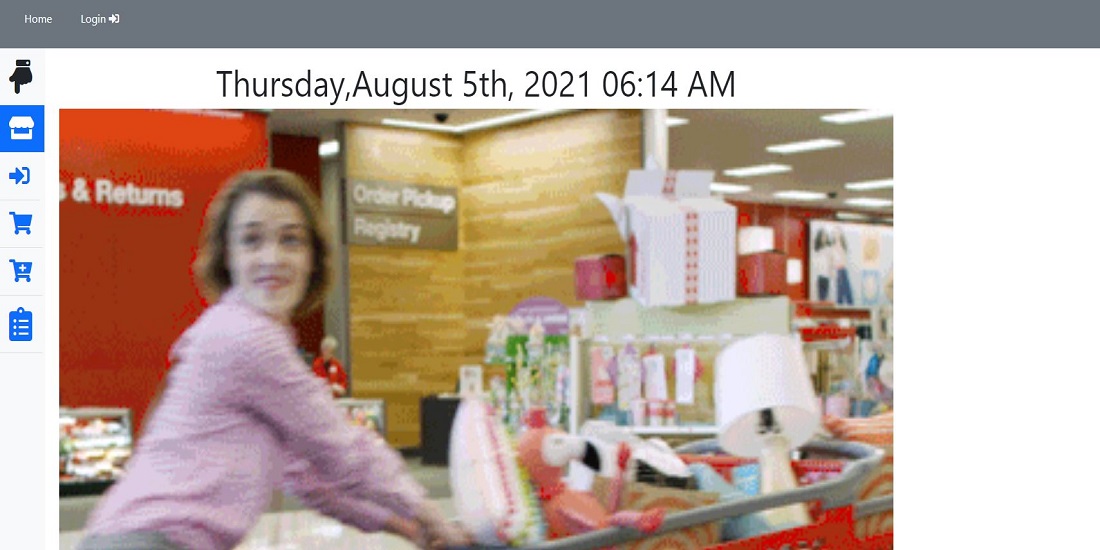 Home Login
Thursday,August 5th, 2021 06:14 AM
s & Returns
Order Pickup
Registry